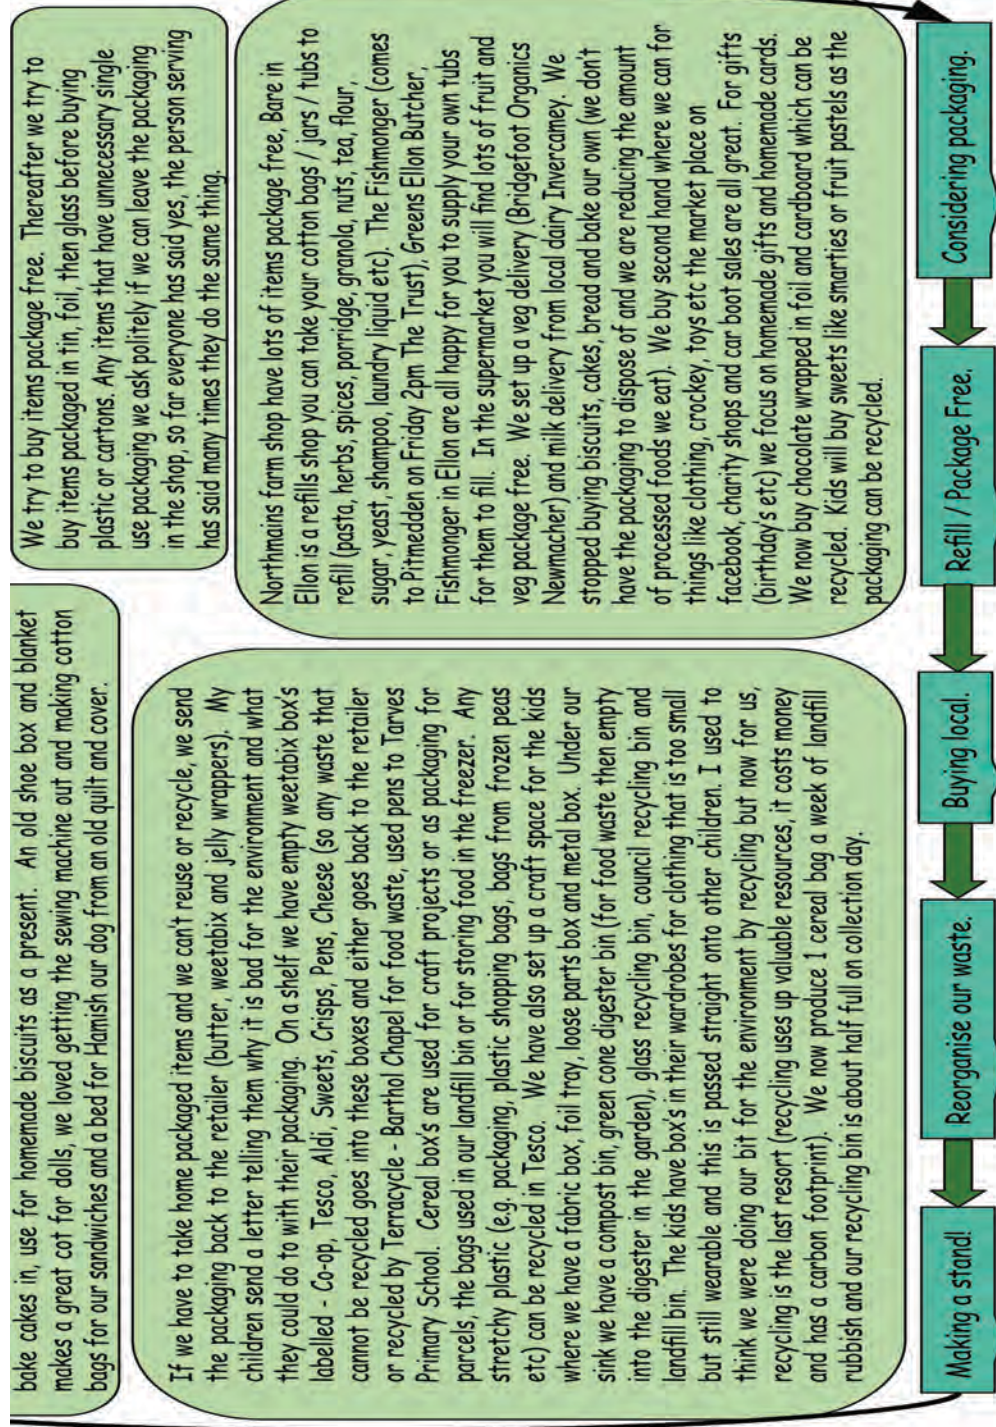 bake cakes in, use for homemade biscuits as a present.  An old shoe box and blanket
makes a great cot for dolls, we loved getting the sewing machine out and making cotton
bags for our sandwiches and a bed for Hamish our dog from an old quilt and cover.
We try to buy items package free.  Thereafter we try to
buy items packaged in tin, foil, then glass before buying
plastic or cartons. Any items that have unnecessary single
use packaging we ask politely if we can leave the packaging
in the shop, so far everyone has said yes, the person serving
has said many times they do the same thing.
If we have to take home packaged items and we can't reuse or recycle, we send
the packaging back to the retailer (butter, weetabix and jelly wrappers).  My
children send a letter telling them why it is bad for the environment and what
they could do to with their packaging.  On a shelf we have empty weetabix box's
labelled - Co-op, Tesco, Aldi, Sweets, Crisps, Pens, Cheese (so any waste that
cannot be recycled goes into these boxes and either goes back to the retailer
or recycled by Terracycle - Barthol Chapel for food waste, used pens to Tarves
Primary School.  Cereal box's are used for craft projects or as packaging for
parcels, the bags used in our landfill bin or for storing food in the freezer.  Any
stretchy plastic (e.g. packaging, plastic shopping bags, bags from frozen peas
etc) can be recycled in Tesco.  We have also set up a craft space for the kids
where we have a fabric box, foil tray, loose parts box and metal box.  Under our
sink we have a compost bin, green cone digester bin (for food waste then empty
into the digester in the garden), glass recycling bin, council recycling bin and
landfill bin. The kids have box's in their wardrobes for clothing that is too small
but still wearable and this is passed straight onto other children. I used to
think we were doing our bit for the environment by recycling but now for us,
recycling is the last resort (recycling uses up valuable resources, it costs money
and has a carbon footprint).  We now produce 1 cereal bag a week of landfill
rubbish and our recycling bin is about half full on collection day.
Northmains farm shop have lots of items package free, Bare in
Ellon is a refills shop you can take your cotton bags / jars / tubs to
refill (pasta, herbs, spices, porridge, granola, nuts, tea, flour,
sugar, yeast, shampoo, laundry liquid etc).  The Fishmonger (comes
to Pitmedden on Friday 2pm The Trust), Greens Ellon Butcher,
Fishmonger in Ellon are all happy for you to supply your own tubs
for them to fill.  In the supermarket you will find lots of fruit and
veg package free.  We set up a veg delivery (Bridgefoot Organics
Newmacher) and milk delivery from local dairy Invercamey.  We
stopped buying biscuits, cakes, bread and bake our own (we don't
have the packaging to dispose of and we are reducing the amount
of processed foods we eat).  We buy second hand where we can for
things like clothing, crockey, toys etc the market place on
facebook, charity shops and car boot sales are all great.  For gifts
(birthday's etc) we focus on homemade gifts and homemade cards.
We now buy chocolate wrapped in foil and cardboard which can be
recycled.  Kids will buy sweets like smarties or fruit pastels as the
packaging can be recycled.
Making a stand!
Reorganise our waste.
Buying local.
Refill / Package Free.
Considering packaging.